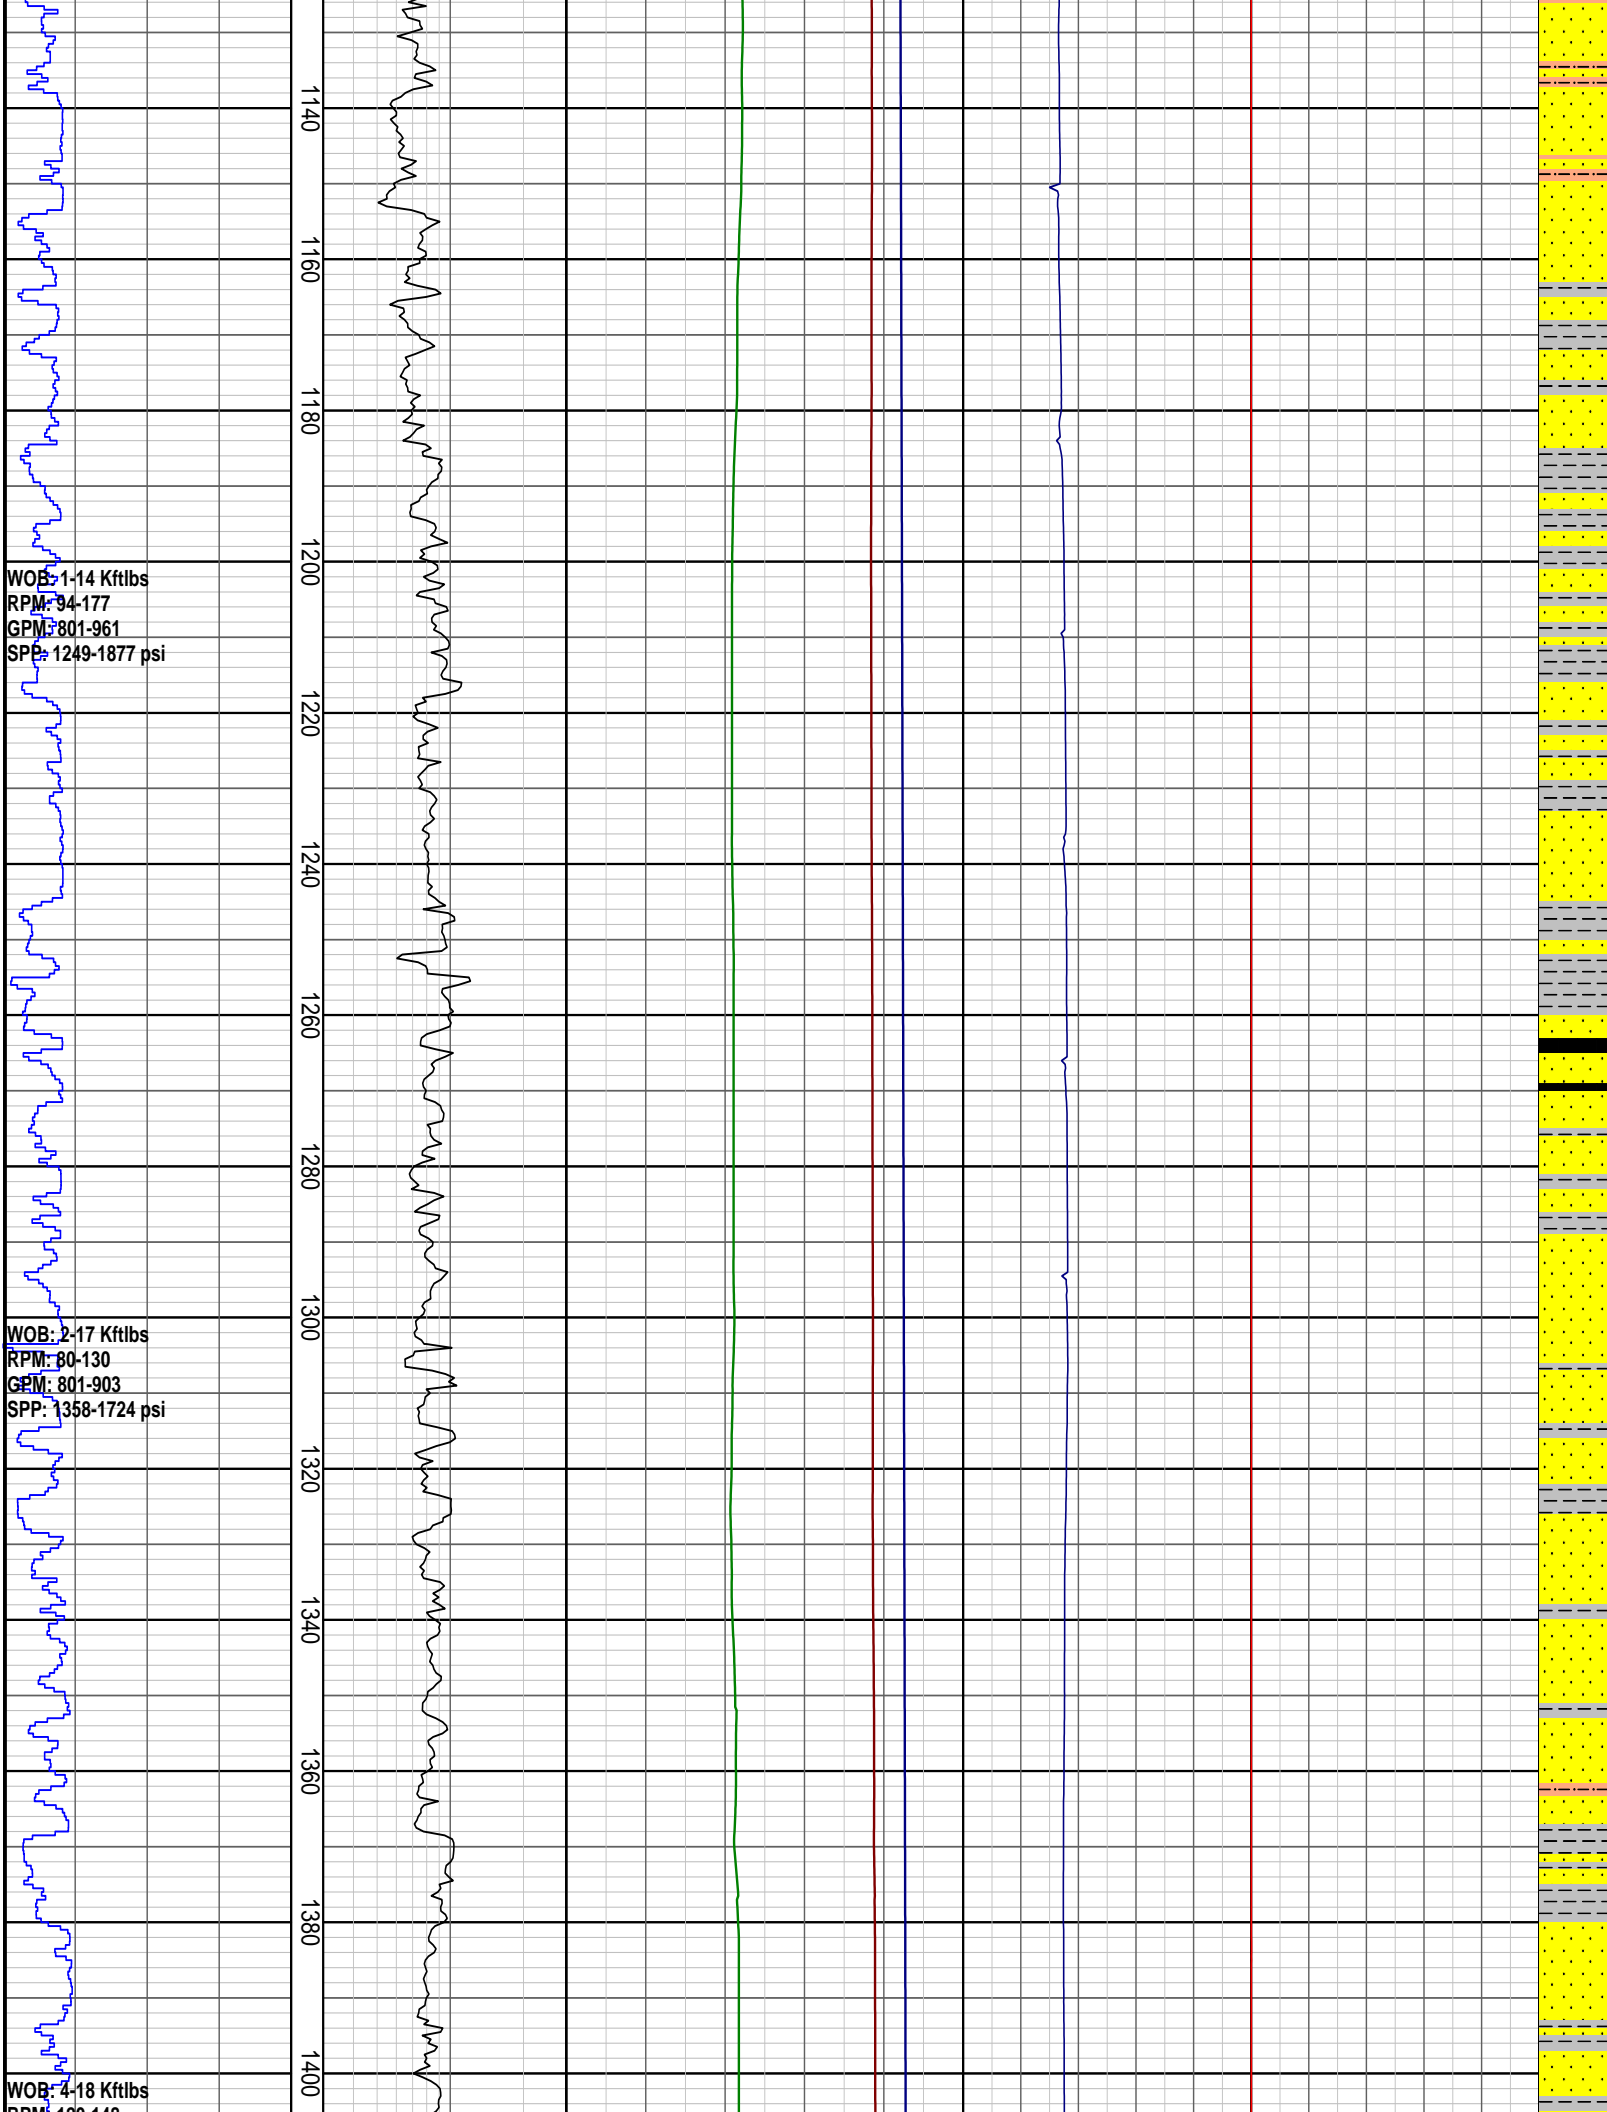 1140
1160
1180
1200
WOB: 1-14 Kftlbs
RPM: 94-177
GPM: 801-961
SPP: 1249-1877 psi
1220
1240
1260
1280
1300
WOB: 2-17 Kftlbs
RPM: 80-130
GPM: 801-903
SPP: 1358-1724 psi
1320
1340
1360
1380
1400
WOB: 4-18 Kftlbs